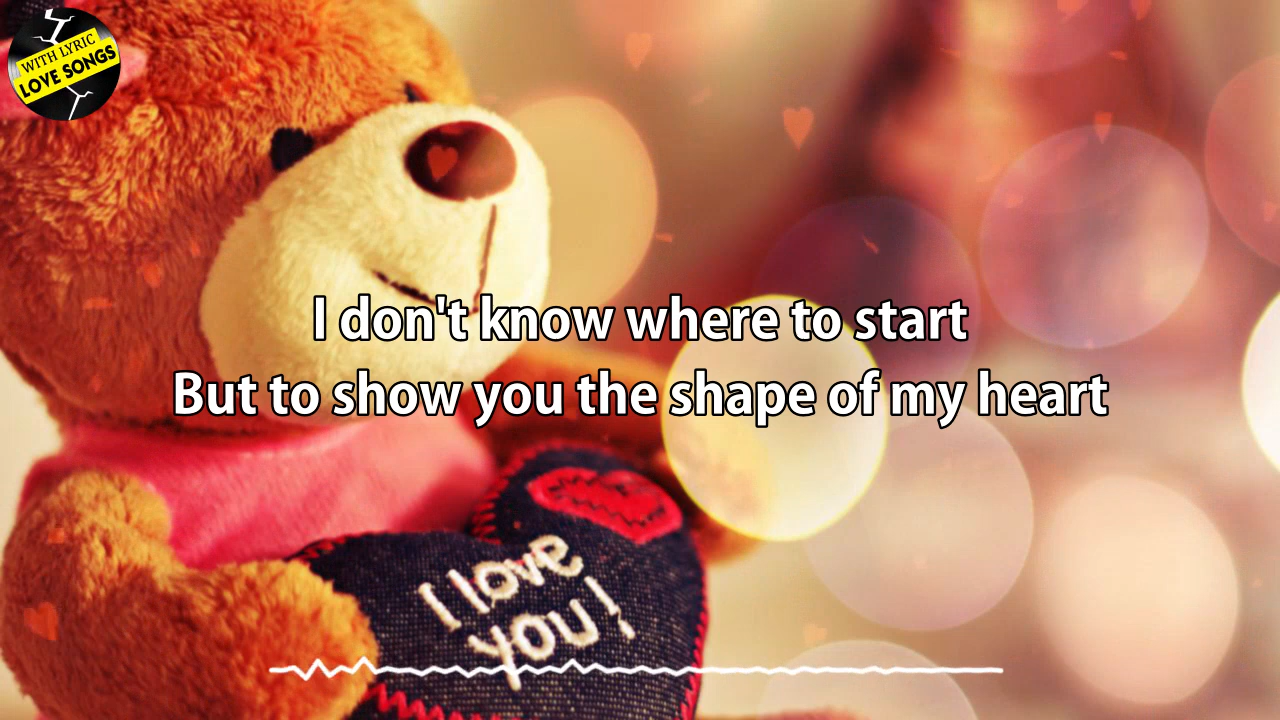 WITH LYRIC
LOVE SONGS
I don't know where to start
But to show you the shape of my heart
I love
you!